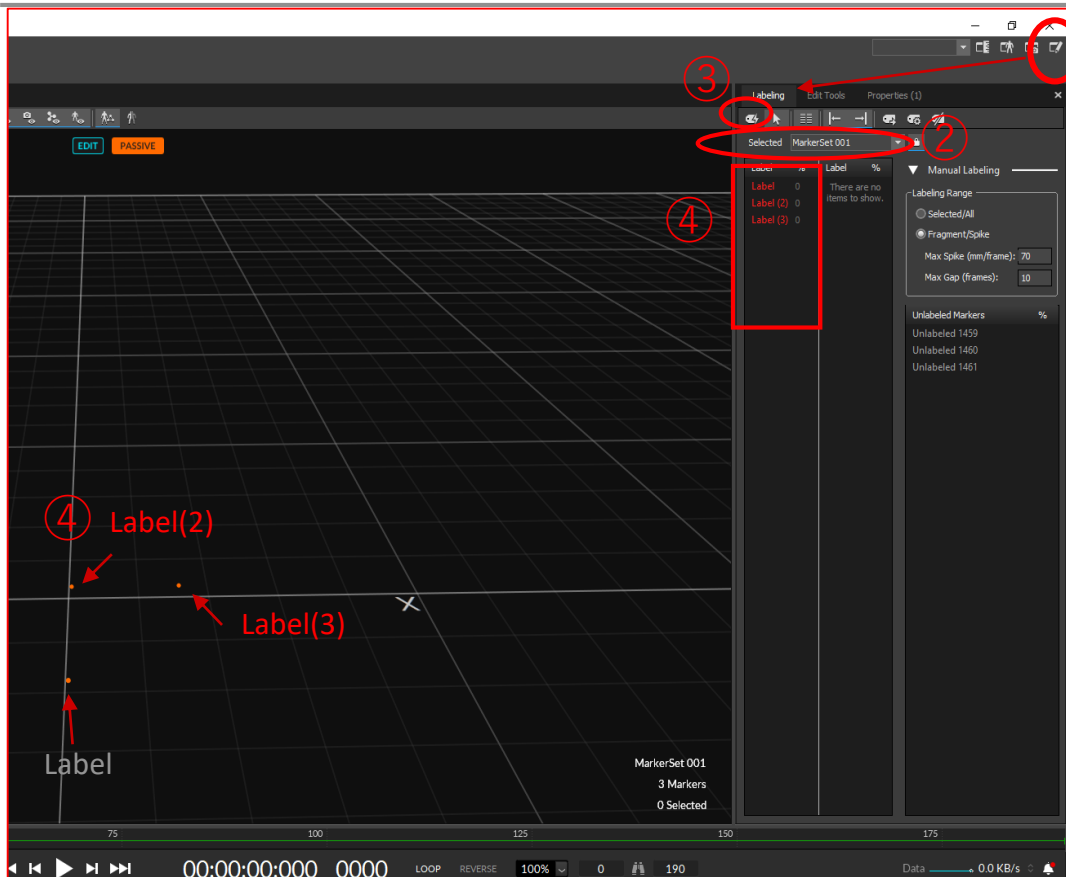 ③
Labeling Edit Tools Properties (1)
EDIT PASSIVE
Selected MarkerSet 001
②
Label % Label %
Manual Labeling
Label 0
Label (2) 0
Label (3) 0
There are no
items to show.
④
Labeling Range
Selected/All
Fragment/Spike
Max Spike (mm/frame): 70
Max Gap (frames): 10
Unlabeled Markers %
Unlabeled 1459
Unlabeled 1460
Unlabeled 1461
④ Label(2)
Label(3)
Label
MarkerSet 001
3 Markers
0 Selected
75 100 125 150 175
00:00:00:000 0000 LOOP REVERSE 100% 0 190 Data 0.0 KB/s